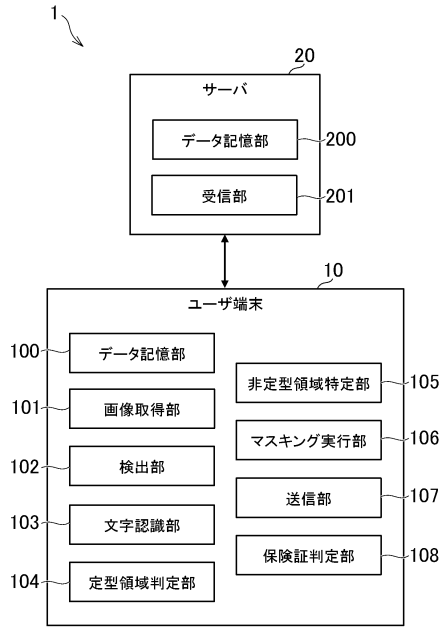 1
20
サーバ
データ記憶部
200
受信部
201
10
ユーザ端末
100
データ記憶部
101
画像取得部
102
検出部
103
文字認識部
104
定型領域判定部
非定型領域特定部
105
マスキング実行部
106
送信部
107
保険証判定部
108